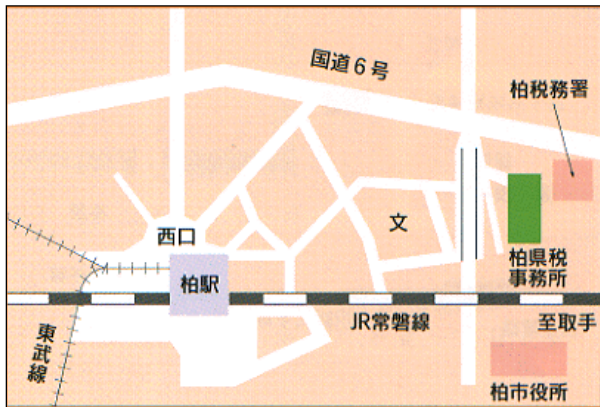 国道6号
柏税務署
西口
文
柏駅
柏県税
事務所
JR常磐線
至取手
東武線
柏市役所